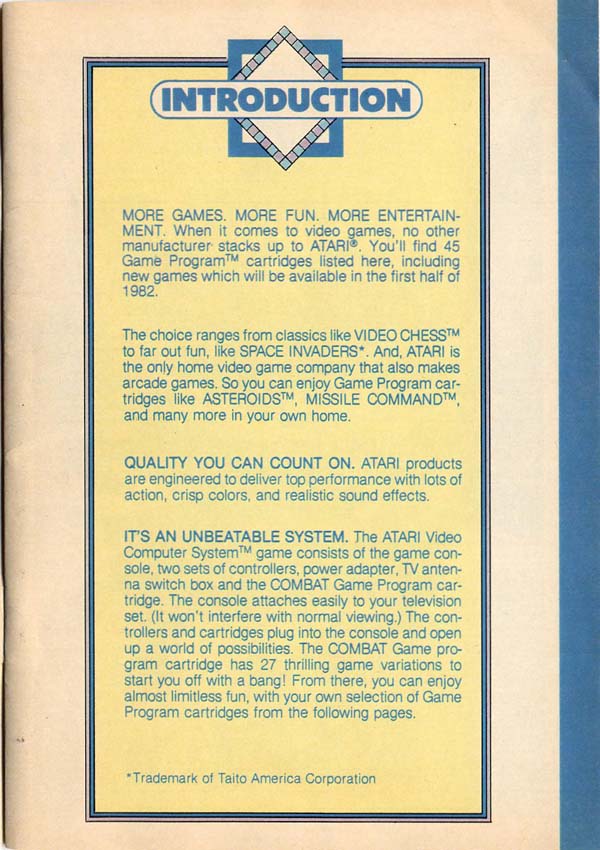 INTRODUCTION
MORE GAMES. MORE FUN. MORE ENTERTAIN-
MENT. When it comes to video games, no other
manufacturer stacks up to ATARI®. You'll find 45
Game Program™ cartridges listed here, including
new games which will be available in the first half of
1982.
The choice ranges from classics like VIDEO CHESS™
to far out fun, like SPACE INVADERS*. And, ATARI is
the only home video game company that also makes
arcade games. So you can enjoy Game Program car-
tridges like ASTEROIDS™, MISSILE COMMAND™,
and many more in your own home.
QUALITY YOU CAN COUNT ON. ATARI products
are engineered to deliver top performance with lots of
action, crisp colors, and realistic sound effects.
IT'S AN UNBEATABLE SYSTEM. The ATARI Video
Computer System™ game consists of the game con-
sole, two sets of controllers, power adapter, TV anten-
na switch box and the COMBAT Game Program car-
tridge. The console attaches easily to your television
set. (It won't interfere with normal viewing.) The con-
trollers and cartridges plug into the console and open
up a world of possibilities. The COMBAT Game pro-
gram cartridge has 27 thrilling game variations to
start you off with a bang! From there, you can enjoy
almost limitless fun, with your own selection of Game
Program cartridges from the following pages.
*Trademark of Taito America Corporation